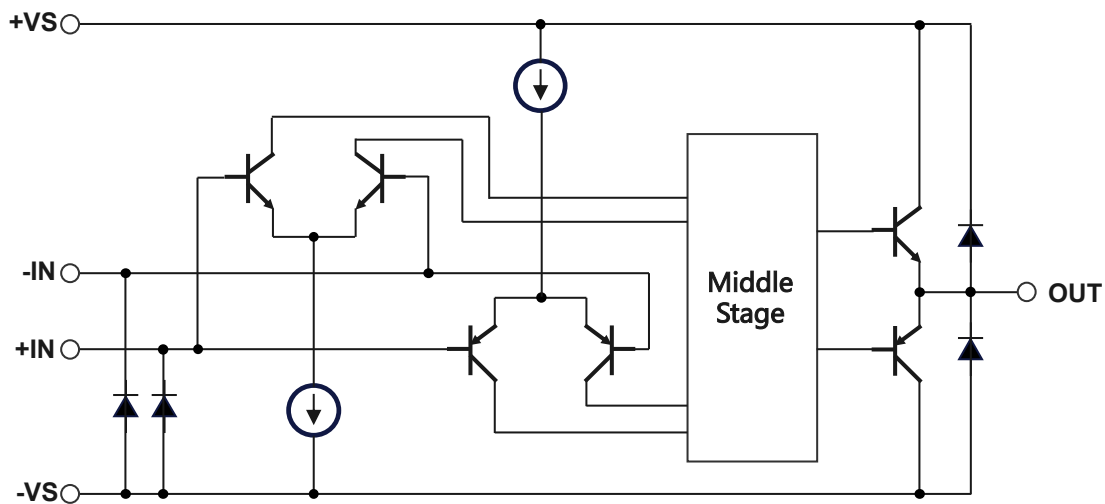 +VS
-IN
+IN
-VS
Middle
Stage
OUT